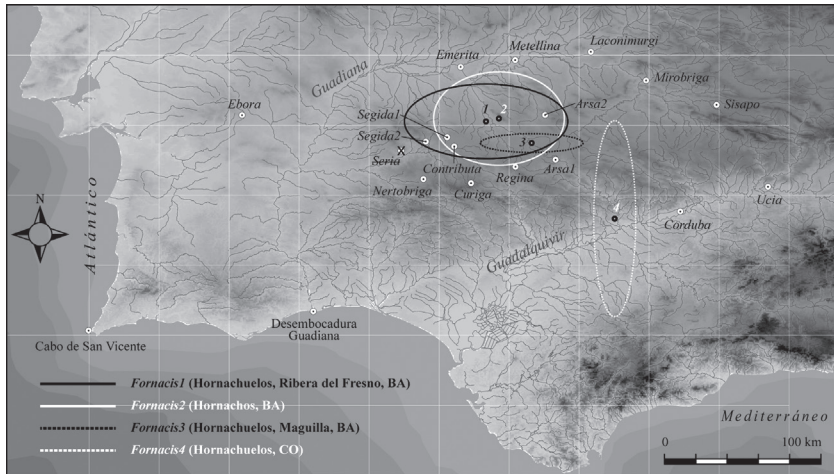 Laconimurgi
Metellina
Emerita
Mirobriga
Guadiana
Sisapo
Ebora
Segida1
1
2
Arsa2
Segida2
3
Seria
Contributa
Regina
Arsa1
Nertobriga
Curiga
Ucia
N
Atlántico
4
Corduba
Guadalquivir
Desembocadura
Guadiana
Cabo de San Vicente
Fornacis1 (Hornachuelos, Ribera del Fresno, BA)
Fornacis2 (Hornachos, BA)
Fornacis3 (Hornachuelos, Maguilla, BA)
Fornacis4 (Hornachuelos, CO)
Mediterráneo
0 100 km